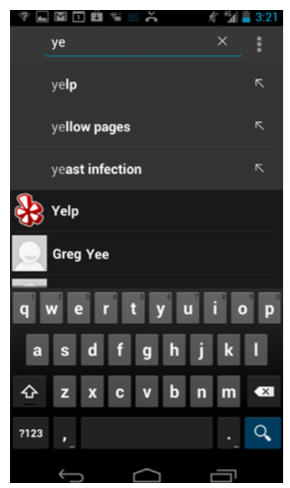 3:21
ye
yelp
yellow pages
yeast infection
Yelp
Greg Yee
q w e r t y u i o p
a s d f g h j k l
z x c v b n m
?123 , .